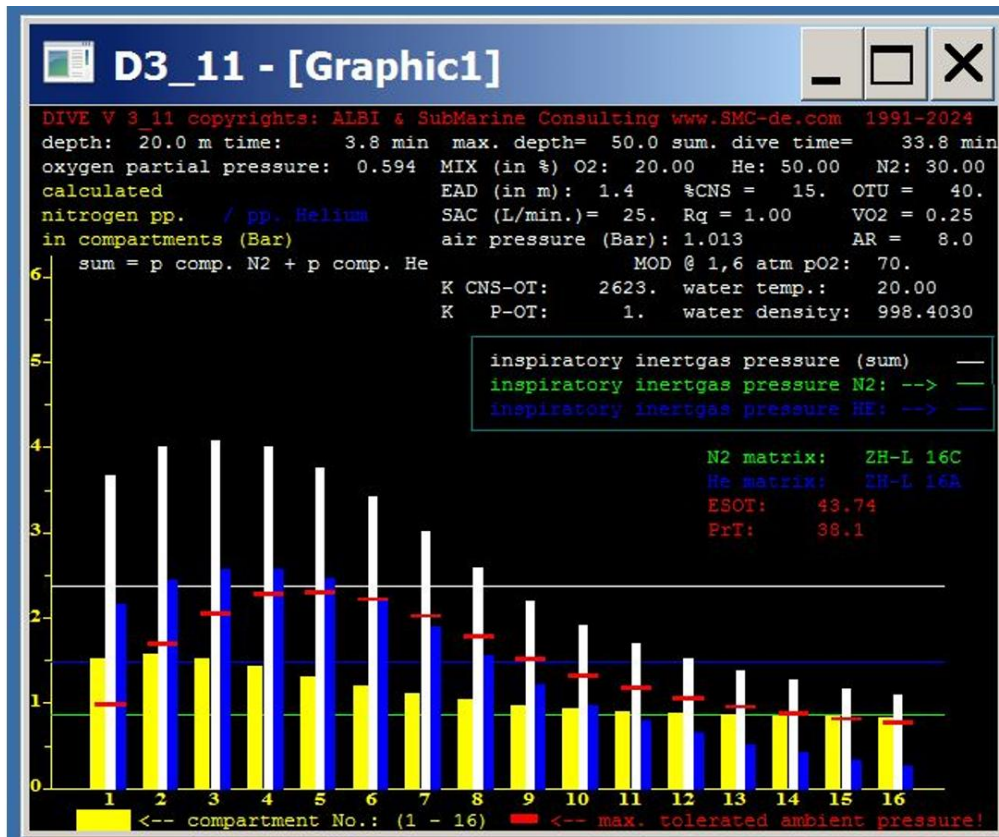 D3_11 - [Graphic1]
DIVE V 3_11 copyrights: ALBI & SubMarine Consulting www.SMC-de.com 1991-2024
depth: 20.0 m time: 3.8 min max. depth= 50.0 sum. dive time= 33.8 min
oxygen partial pressure: 0.594 MIX (in %) O2: 20.00 He: 50.00 N2: 30.00
calculated EAD (in m): 1.4 %CNS = 15. OTU = 40.
nitrogen pp. / pp. Helium SAC (L/min.)= 25. Rq = 1.00 VO2 = 0.25
in compartments (Bar) air pressure (Bar): 1.013 AR = 8.0
sum = p comp. N2 + p comp. He MOD @ 1,6 atm pO2: 70.
K CNS-OT: 2623. water temp.: 20.00
K P-OT: 1. water density: 998.4030
inspiratory inertgas pressure (sum)
inspiratory inertgas pressure N2: -->
inspiratory inertgas pressure HE: -->
N2 matrix: ZH-L 16C
He matrix: ZH-L 16A
ESOT: 43.74
PrT: 38.1
6
5
4
3
2
1
0
1 2 3 4 5 6 7 8 9 10 11 12 13 14 15 16
<-- compartment No.: (1 - 16) <-- max. tolerated ambient pressure!